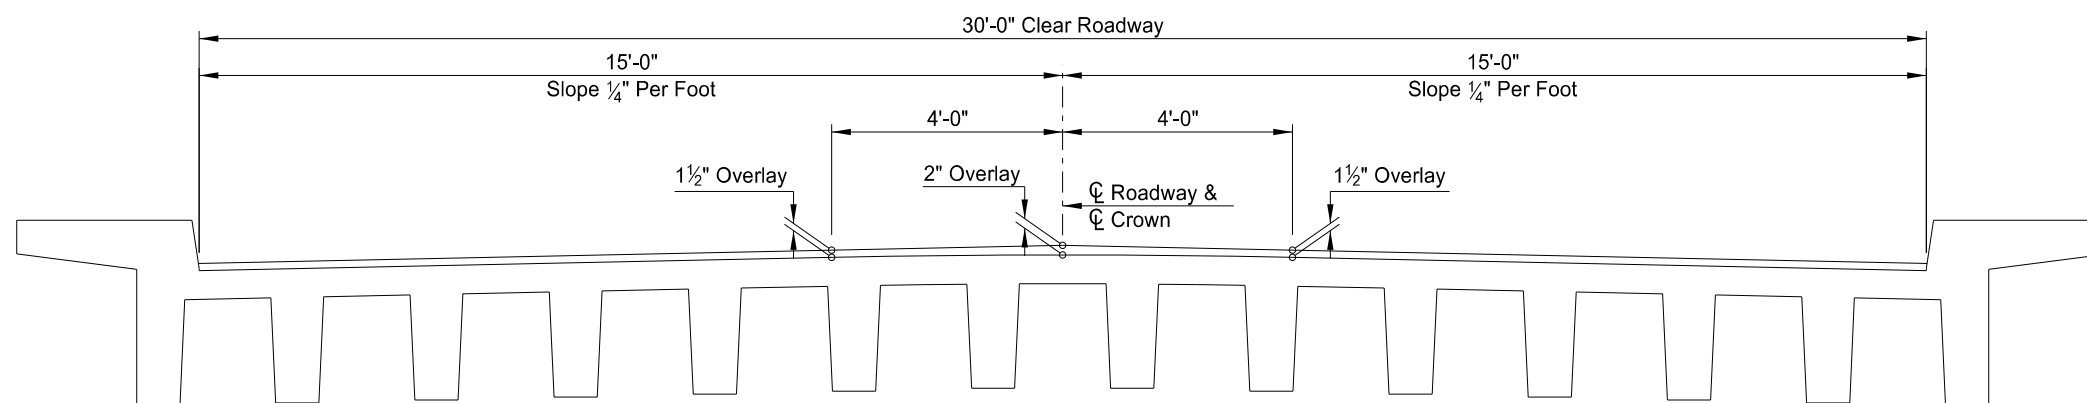 30'-0" Clear Roadway
15'-0"
Slope ¼" Per Foot
15'-0"
Slope ¼" Per Foot
4'-0"
4'-0"
1½" Overlay
2" Overlay
℄ Roadway &
℄ Crown
1½" Overlay